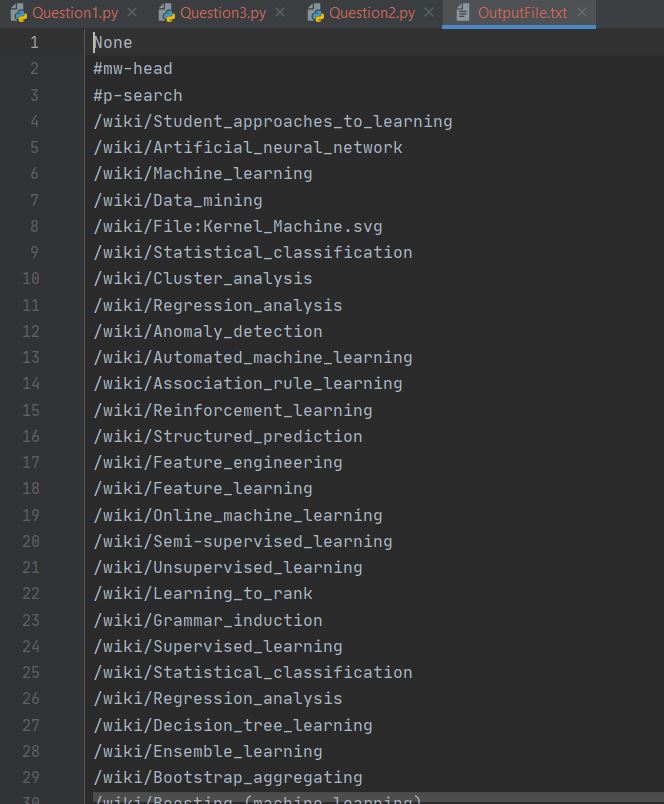 Question1.py Question3.py Question2.py OutputFile.txt
1 None
2 #mw-head
3 #p-search
4 /wiki/Student_approaches_to_learning
5 /wiki/Artificial_neural_network
6 /wiki/Machine_learning
7 /wiki/Data_mining
8 /wiki/File:Kernel_Machine.svg
9 /wiki/Statistical_classification
10 /wiki/Cluster_analysis
11 /wiki/Regression_analysis
12 /wiki/Anomaly_detection
13 /wiki/Automated_machine_learning
14 /wiki/Association_rule_learning
15 /wiki/Reinforcement_learning
16 /wiki/Structured_prediction
17 /wiki/Feature_engineering
18 /wiki/Feature_learning
19 /wiki/Online_machine_learning
20 /wiki/Semi-supervised_learning
21 /wiki/Unsupervised_learning
22 /wiki/Learning_to_rank
23 /wiki/Grammar_induction
24 /wiki/Supervised_learning
25 /wiki/Statistical_classification
26 /wiki/Regression_analysis
27 /wiki/Decision_tree_learning
28 /wiki/Ensemble_learning
29 /wiki/Bootstrap_aggregating
30 /wiki/Boosting_(machine_learning)